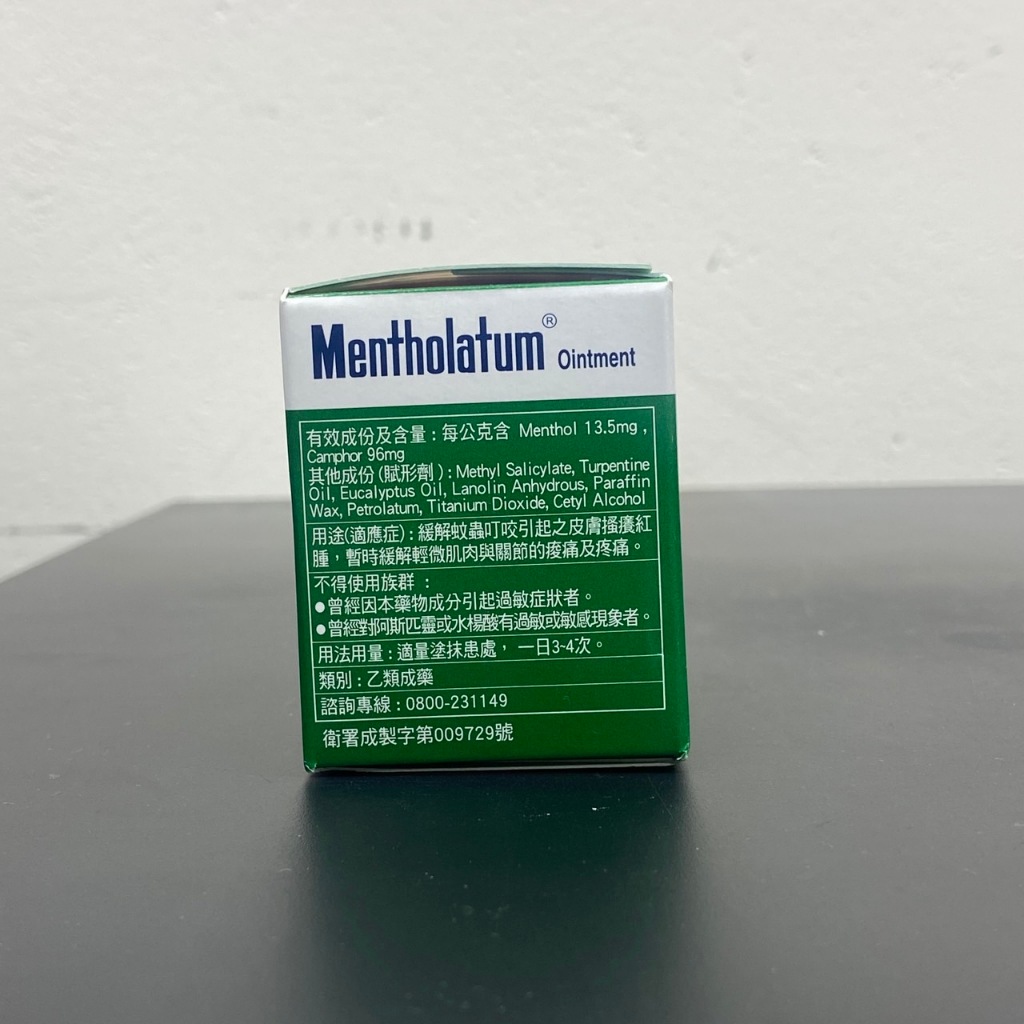 Mentholatum® Ointment
有效成份及含量：每公克含 Menthol 13.5mg，
Camphor 96mg
其他成份(賦形劑)：Methyl Salicylate, Turpentine
Oil, Eucalyptus Oil, Lanolin Anhydrous, Paraffin
Wax, Petrolatum, Titanium Dioxide, Cetyl Alcohol
用途(適應症)：緩解蚊蟲叮咬引起之皮膚搔癢紅
腫，暫時緩解輕微肌肉與關節的痠痛及疼痛。
不得使用族群：
●曾經因本藥物成分引起過敏症狀者。
●曾經對阿斯匹靈或水楊酸有過敏或敏感現象者。
用法用量：適量塗抹患處，一日3~4次。
類別：乙類成藥
諮詢專線：0800-231149
衛署成製字第009729號